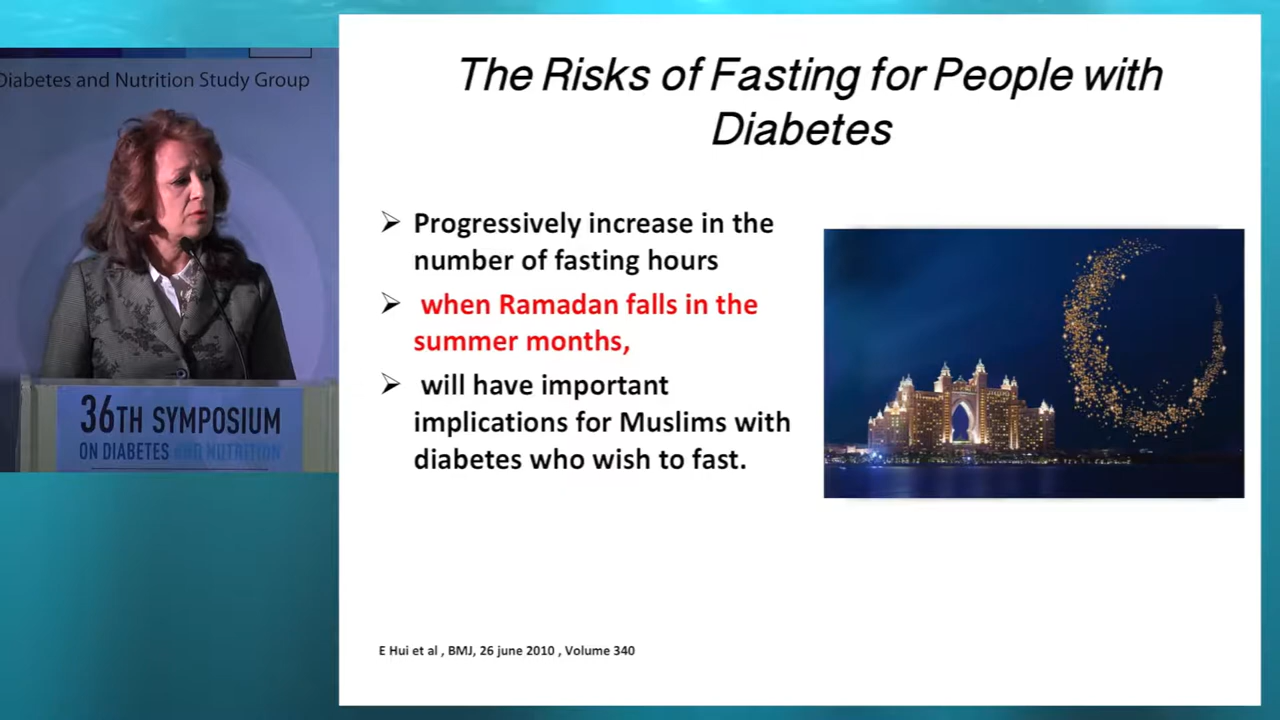 Diabetes and Nutrition Study Group
36TH SYMPOSIUM
ON DIABETES AND NUTRITION
The Risks of Fasting for People with
Diabetes
➢ Progressively increase in the
number of fasting hours
➢ when Ramadan falls in the
summer months,
➢ will have important
implications for Muslims with
diabetes who wish to fast.
E Hui et al , BMJ, 26 june 2010 , Volume 340